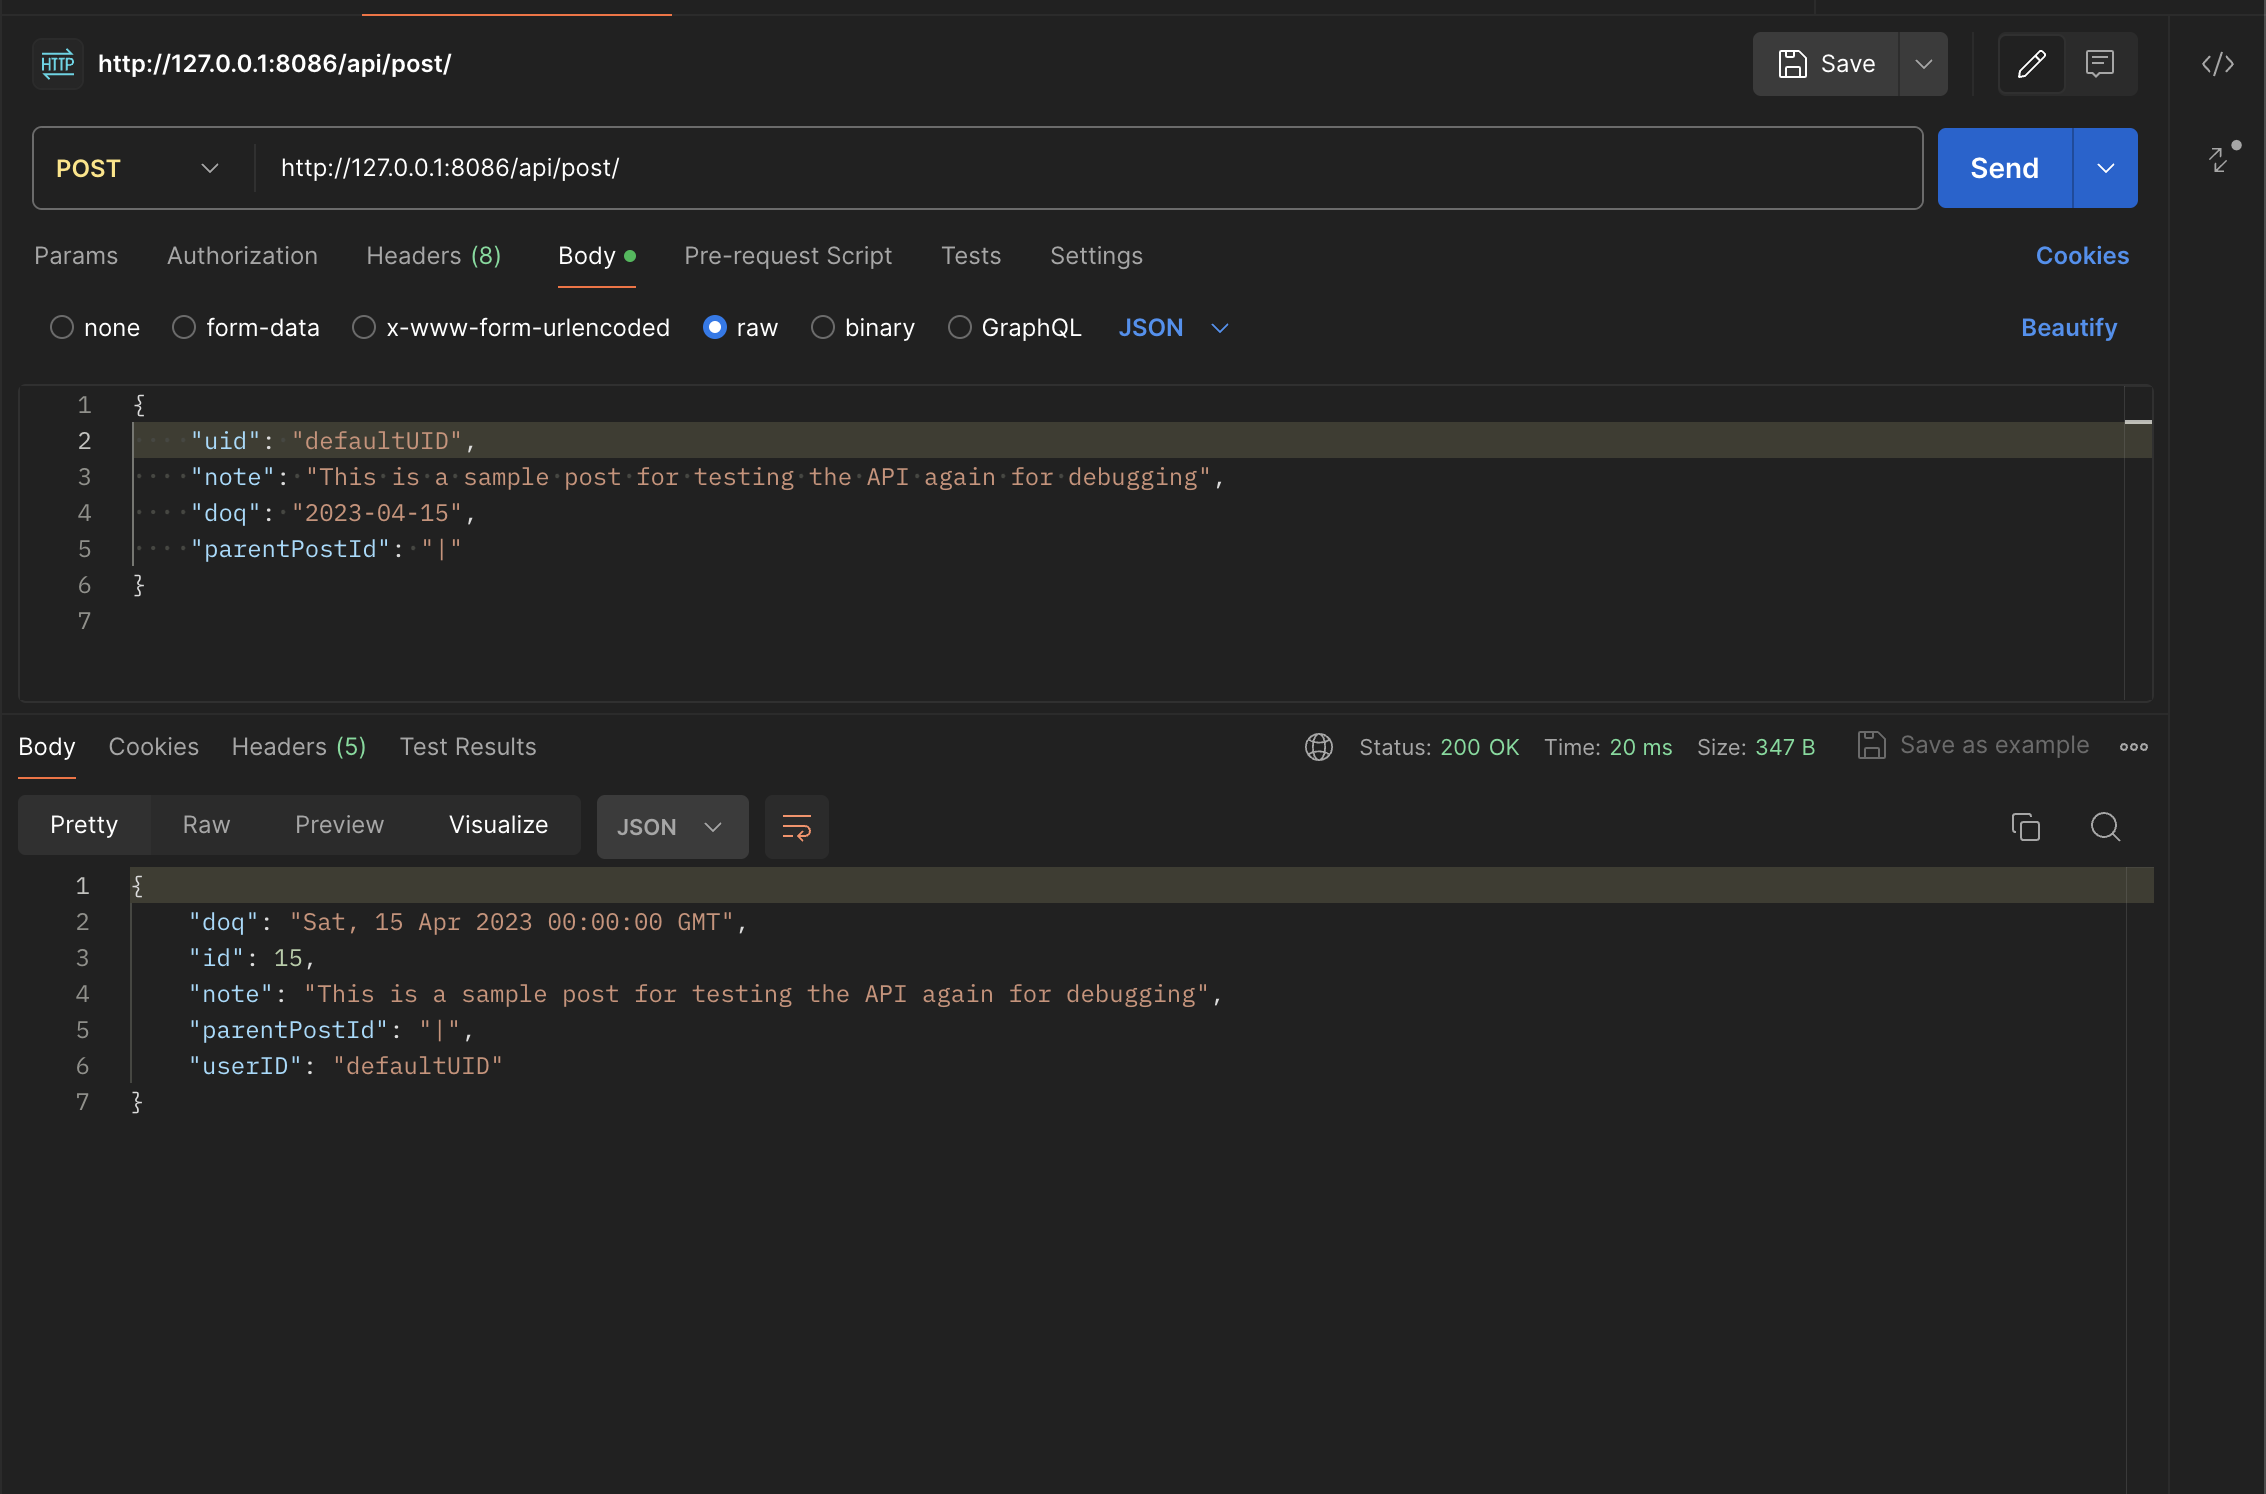 HTTP http://127.0.0.1:8086/api/post/ Save
POST http://127.0.0.1:8086/api/post/ Send
Params Authorization Headers (8) Body Pre-request Script Tests Settings Cookies
none form-data x-www-form-urlencoded raw binary GraphQL JSON Beautify
1 {
2 "uid": "defaultUID",
3 "note": "This is a sample post for testing the API again for debugging",
4 "doq": "2023-04-15",
5 "parentPostId": "|"
6 }
7
Body Cookies Headers (5) Test Results Status: 200 OK Time: 20 ms Size: 347 B Save as example
Pretty Raw Preview Visualize JSON
1 {
2 "doq": "Sat, 15 Apr 2023 00:00:00 GMT",
3 "id": 15,
4 "note": "This is a sample post for testing the API again for debugging",
5 "parentPostId": "|",
6 "userID": "defaultUID"
7 }